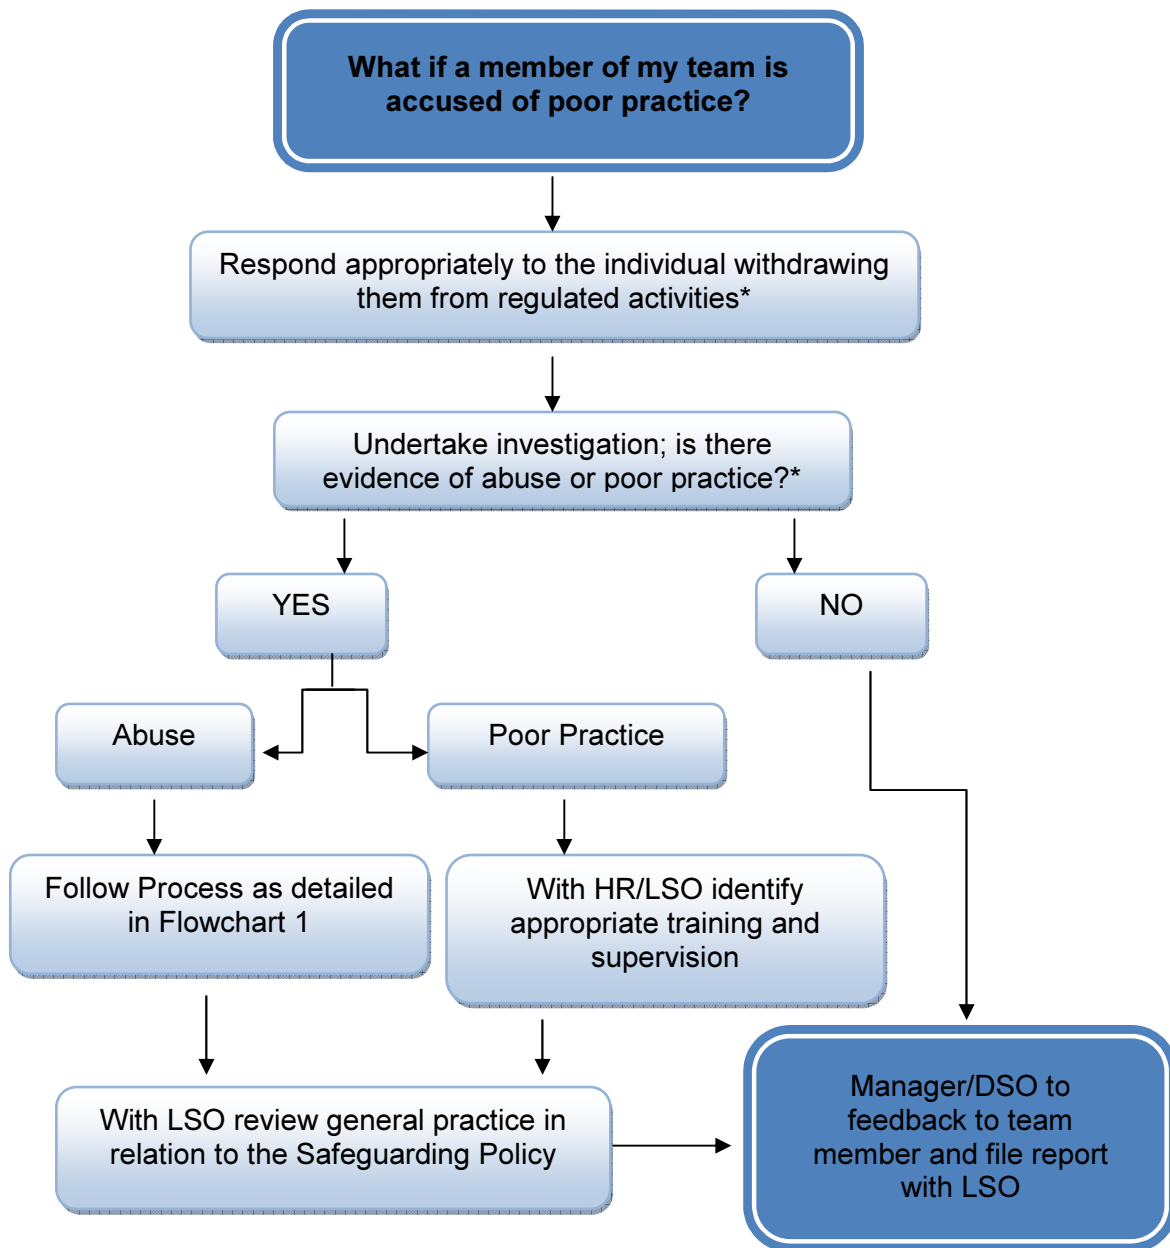 What if a member of my team is
accused of poor practice?
Respond appropriately to the individual withdrawing
them from regulated activities*
Undertake investigation; is there
evidence of abuse or poor practice?*
YES
NO
Abuse
Poor Practice
Follow Process as detailed
in Flowchart 1
With HR/LSO identify
appropriate training and
supervision
With LSO review general practice in
relation to the Safeguarding Policy
Manager/DSO to
feedback to team
member and file report
with LSO